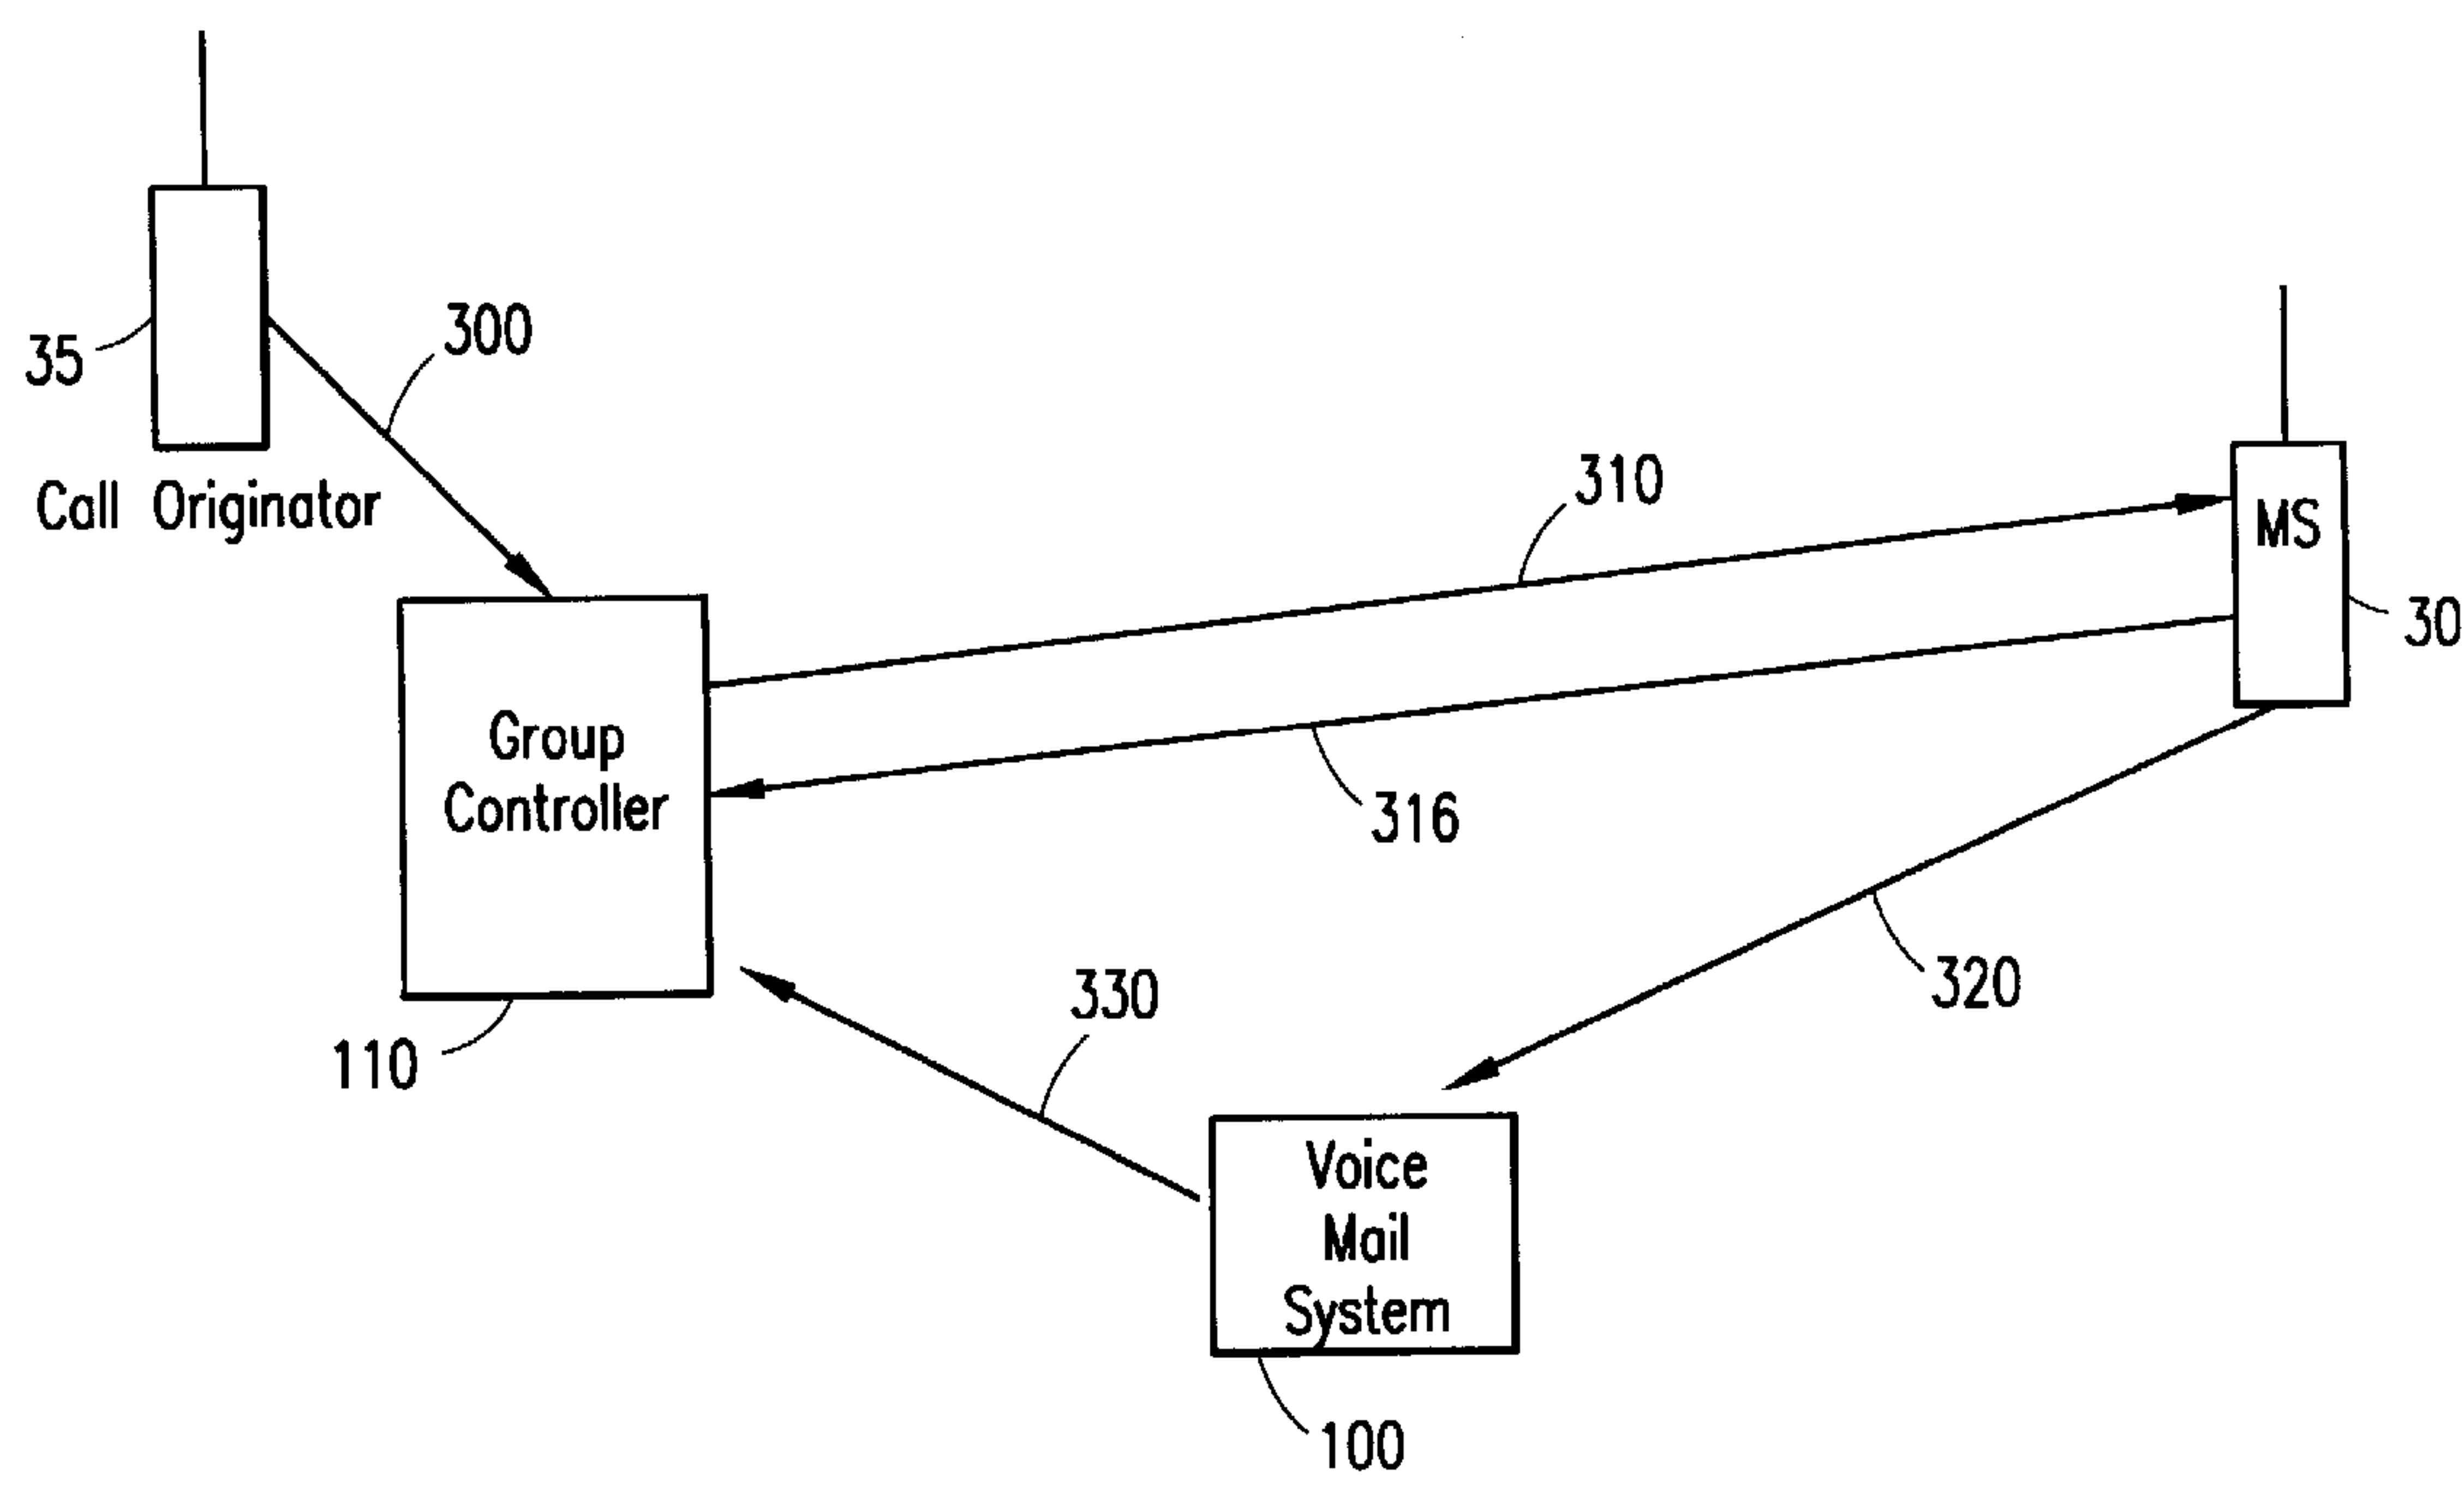 35
300
Call Originator
310
MS
30
Group
Controller
316
320
330
110
Voice
Mail
System
100